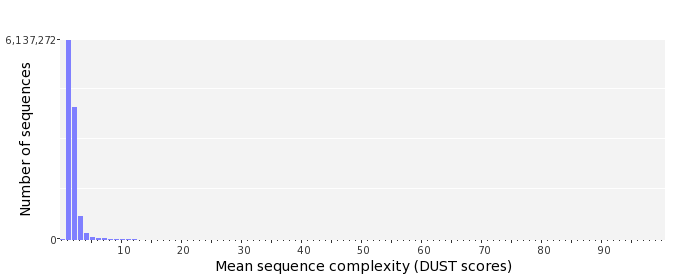 6,137,272
Number of sequences
0
10 20 30 40 50 60 70 80 90
Mean sequence complexity (DUST scores)